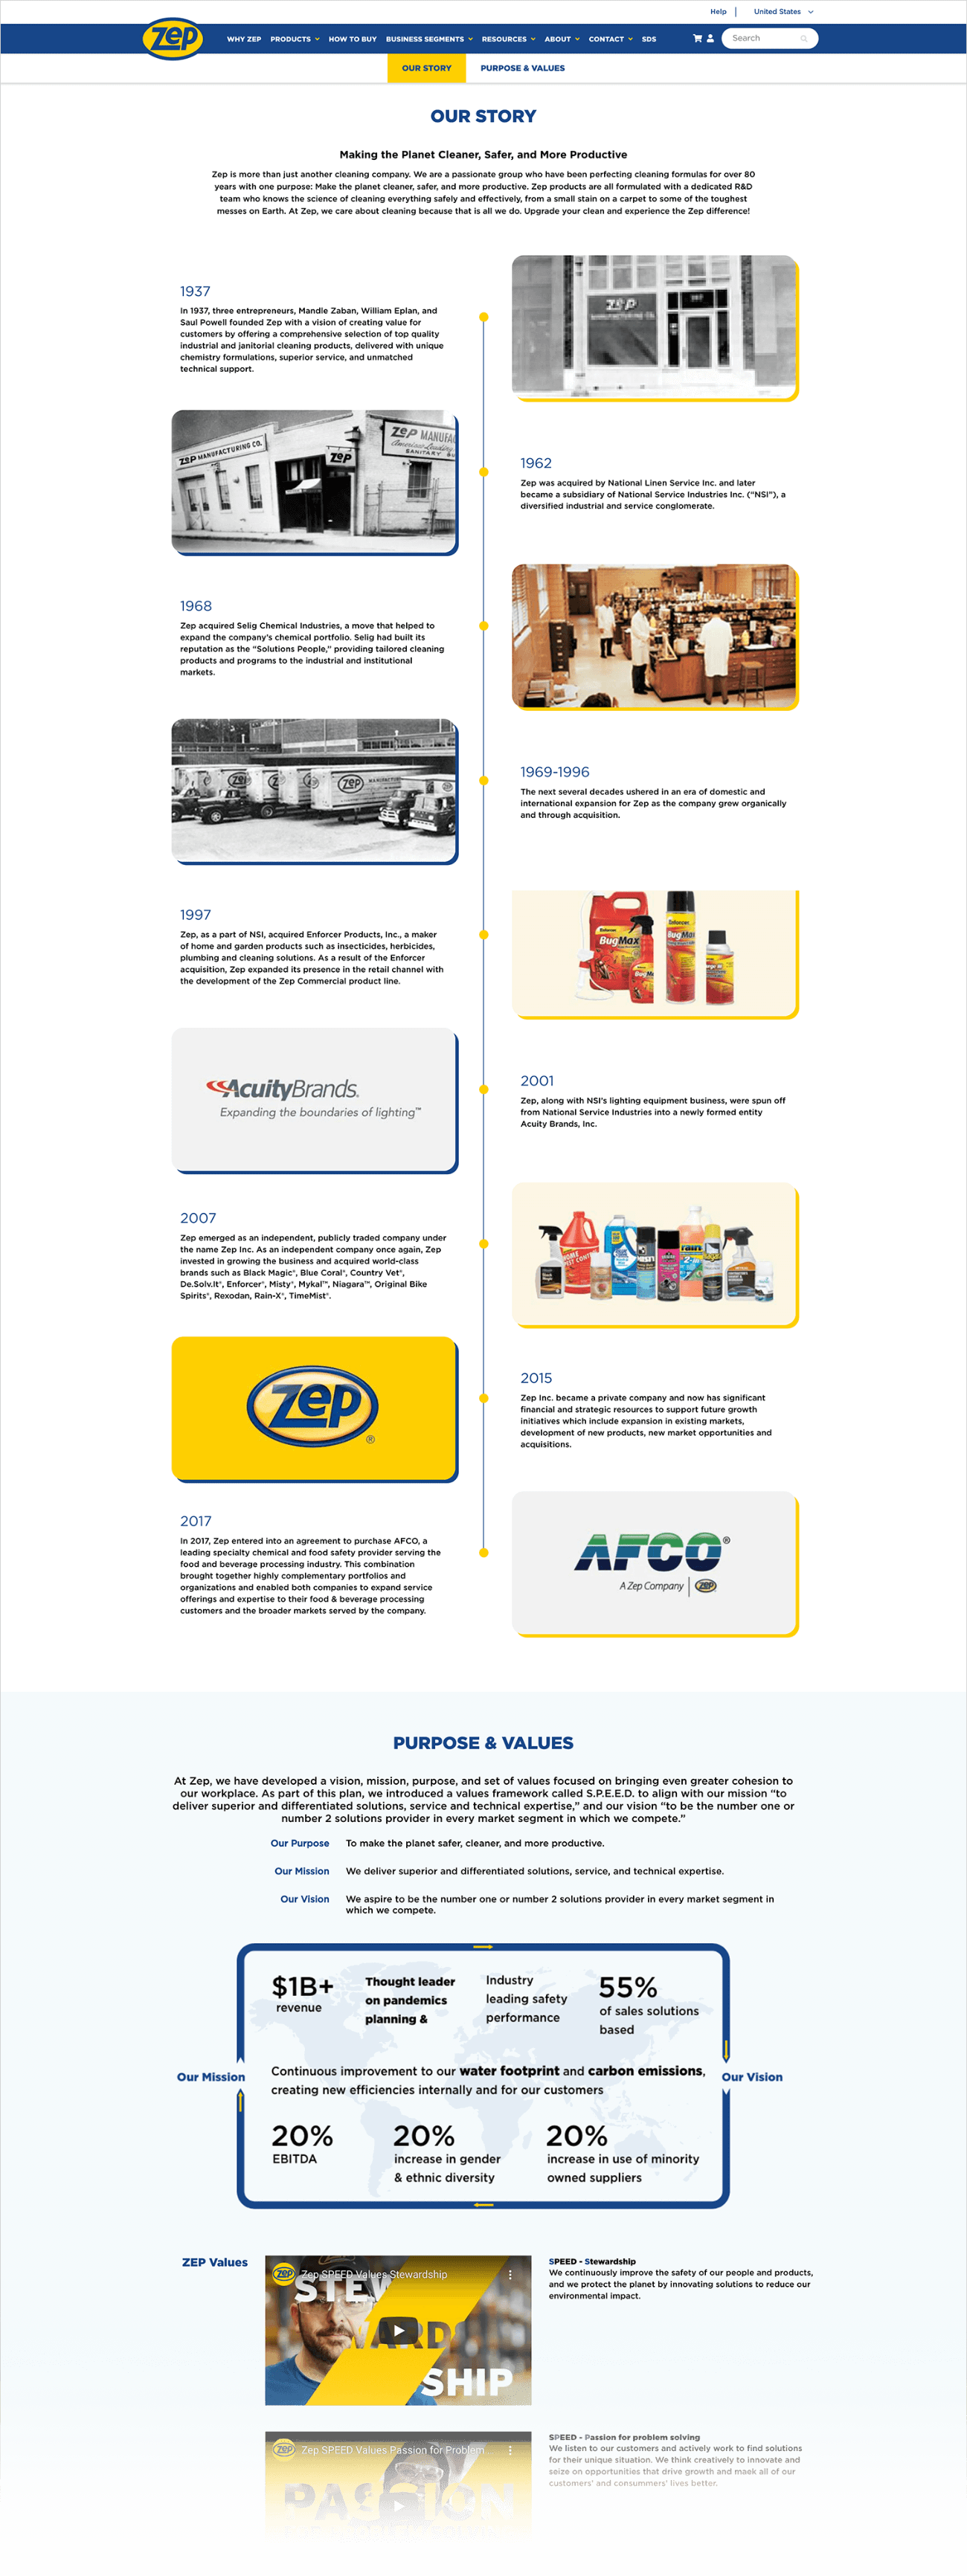 Help
United States
Zep
WHY ZEP
PRODUCTS
HOW TO BUY
BUSINESS SEGMENTS
RESOURCES
ABOUT
CONTACT
SDS
Search
OUR STORY
PURPOSE & VALUES
OUR STORY
Making the Planet Cleaner, Safer, and More Productive
Zep is more than just another cleaning company. We are a passionate group who have been perfecting cleaning formulas for over 80
years with one purpose: Make the planet cleaner, safer, and more productive. Zep products are all formulated with a dedicated R&D
team who knows the science of cleaning everything safely and effectively, from a small stain on a carpet to some of the toughest
messes on Earth. At Zep, we care about cleaning because that is all we do. Upgrade your clean and experience the Zep difference!
1937
In 1937, three entrepreneurs, Mandle Zaban, William Eplan, and
Saul Powell founded Zep with a vision of creating value for
customers by offering a comprehensive selection of top quality
industrial and janitorial cleaning products, delivered with unique
chemistry formulations, superior service, and unmatched
technical support.
ZEP
ZEP MANUFACTURING CO.
ZEP
ZEP MANUFA
1962
Zep was acquired by National Linen Service Inc. and later
became a subsidiary of National Service Industries Inc. ("NSI"), a
diversified industrial and service conglomerate.
1968
Zep acquired Selig Chemical Industries, a move that helped to
expand the company's chemical portfolio. Selig had built its
reputation as the "Solutions People," providing tailored cleaning
products and programs to the industrial and institutional
markets.
zep
1969-1996
The next several decades ushered in an era of domestic and
international expansion for Zep as the company grew organically
and through acquisition.
1997
Zep, as a part of NSI, acquired Enforcer Products, Inc., a maker
of home and garden products such as insecticides, herbicides,
plumbing and cleaning solutions. As a result of the Enforcer
acquisition, Zep expanded its presence in the retail channel with
the development of the Zep Commercial product line.
BugMax
BugMax
AcuityBrands.
Expanding the boundaries of lighting™
2001
Zep, along with NSI's lighting equipment business, were spun off
from National Service Industries into a newly formed entity
Acuity Brands, Inc.
2007
Zep emerged as an independent, publicly traded company under
the name Zep Inc. As an independent company once again, Zep
invested in growing the business and acquired world-class
brands such as Black Magic®, Blue Coral®, Country Vet®,
De.Solv.It®, Enforcer®, Misty®, Mykal™, Niagara™, Original Bike
Spirits®, Rexodan, Rain-X®, TimeMist®.
Zep®
2015
Zep Inc. became a private company and now has significant
financial and strategic resources to support future growth
initiatives which include expansion in existing markets,
development of new products, new market opportunities and
acquisitions.
2017
In 2017, Zep entered into an agreement to purchase AFCO, a
leading specialty chemical and food safety provider serving the
food and beverage processing industry. This combination
brought together highly complementary portfolios and
organizations and enabled both companies to expand service
offerings and expertise to their food & beverage processing
customers and the broader markets served by the company.
AFCO®
A Zep Company
Zep
PURPOSE & VALUES
At Zep, we have developed a vision, mission, purpose, and set of values focused on bringing even greater cohesion to
our workplace. As part of this plan, we introduced a values framework called S.P.E.E.D. to align with our mission "to
deliver superior and differentiated solutions, service and technical expertise," and our vision "to be the number one or
number 2 solutions provider in every market segment in which we compete."
Our Purpose To make the planet safer, cleaner, and more productive.
Our Mission We deliver superior and differentiated solutions, service, and technical expertise.
Our Vision We aspire to be the number one or number 2 solutions provider in every market segment in
which we compete.
$1B+
revenue
Thought leader
on pandemics
planning &
Industry
leading safety
performance
55%
of sales solutions
based
Our Mission
Continuous improvement to our water footprint and carbon emissions,
creating new efficiencies internally and for our customers
Our Vision
20%
EBITDA
20%
increase in gender
& ethnic diversity
20%
increase in use of minority
owned suppliers
ZEP Values
Zep SPEED Values Stewardship
STEW
ARD
SHIP
SPEED - Stewardship
We continuously improve the safety of our people and products,
and we protect the planet by innovating solutions to reduce our
environmental impact.
Zep SPEED Values Passion for Problem...
PASSION
SPEED - Passion for problem solving
We listen to our customers and actively work to find solutions
for their unique situation. We think creatively to innovate and
seize on opportunities that drive growth and maek all of our
customers' and consummers' lives better.